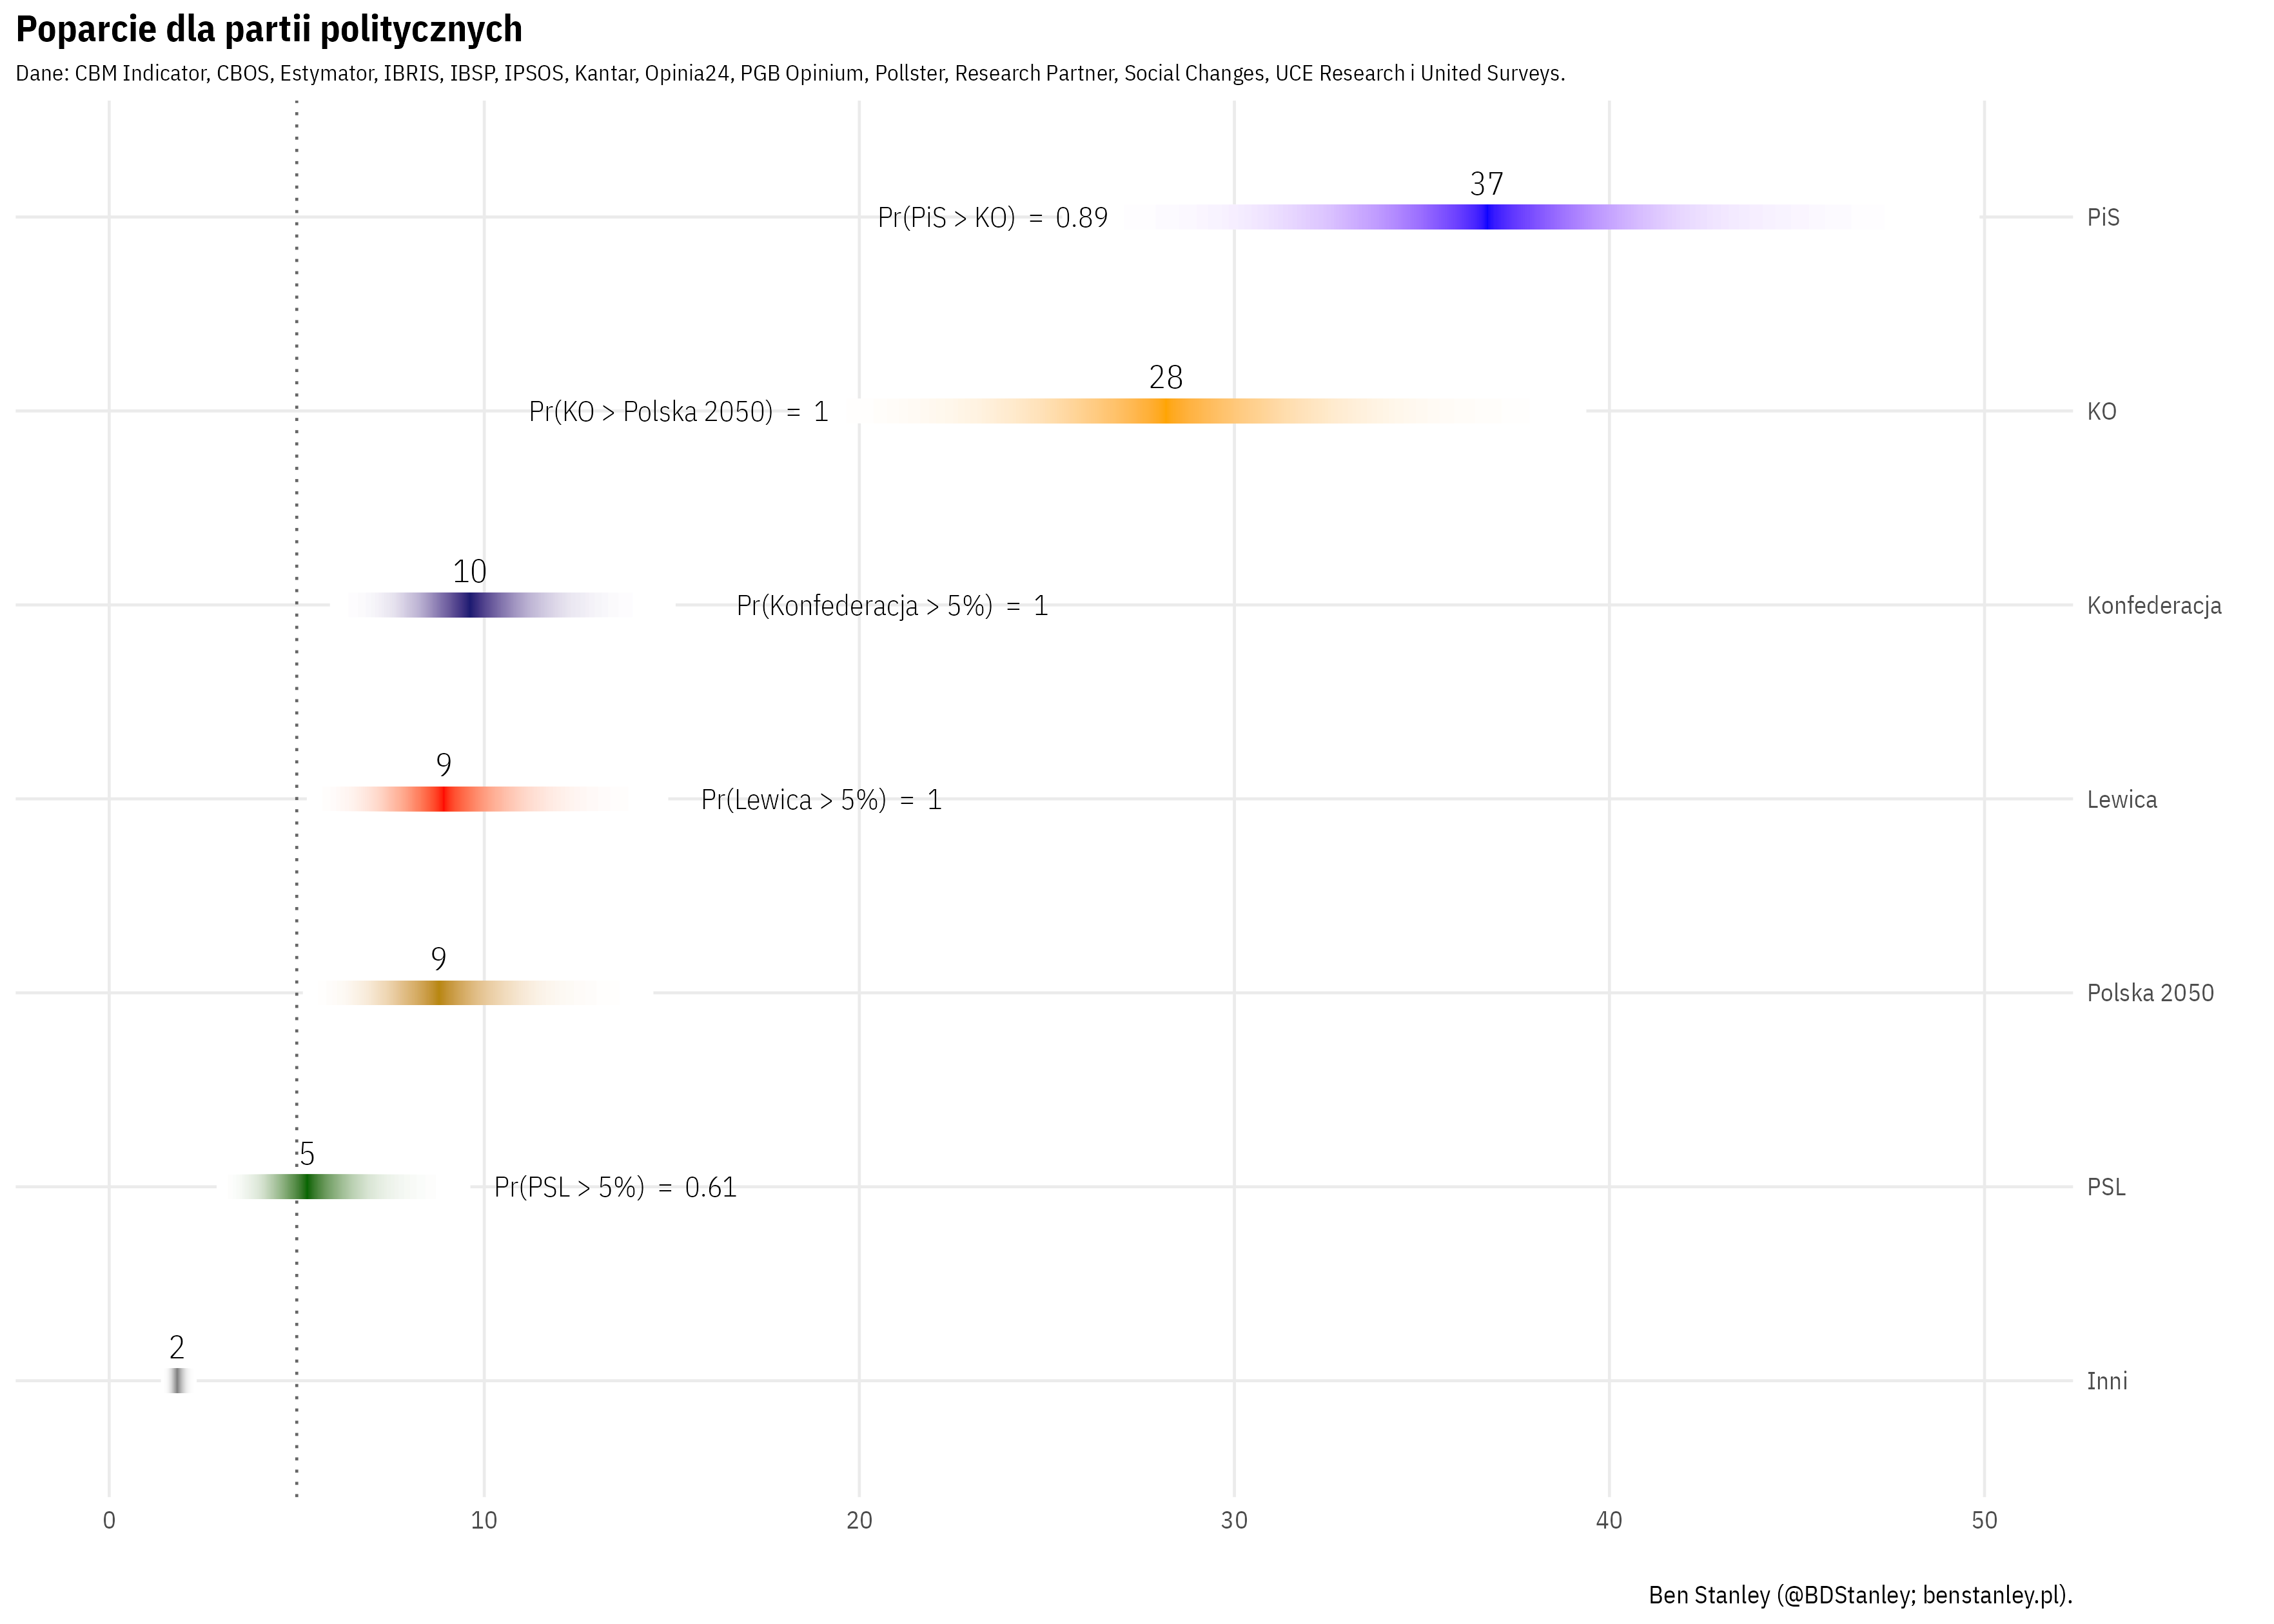 Poparcie dla partii politycznych
Dane: CBM Indicator, CBOS, Estymator, IBRIS, IBSP, IPSOS, Kantar, Opinia24, PGB Opinium, Pollster, Research Partner, Social Changes, UCE Research i United Surveys.
37
Pr(PiS > KO) = 0.89
PiS
28
Pr(KO > Polska 2050) = 1
KO
10
Pr(Konfederacja > 5%) = 1
Konfederacja
9
Pr(Lewica > 5%) = 1
Lewica
9
Polska 2050
5
Pr(PSL > 5%) = 0.61
PSL
2
Inni
0 10 20 30 40 50
Ben Stanley (@BDStanley; benstanley.pl).